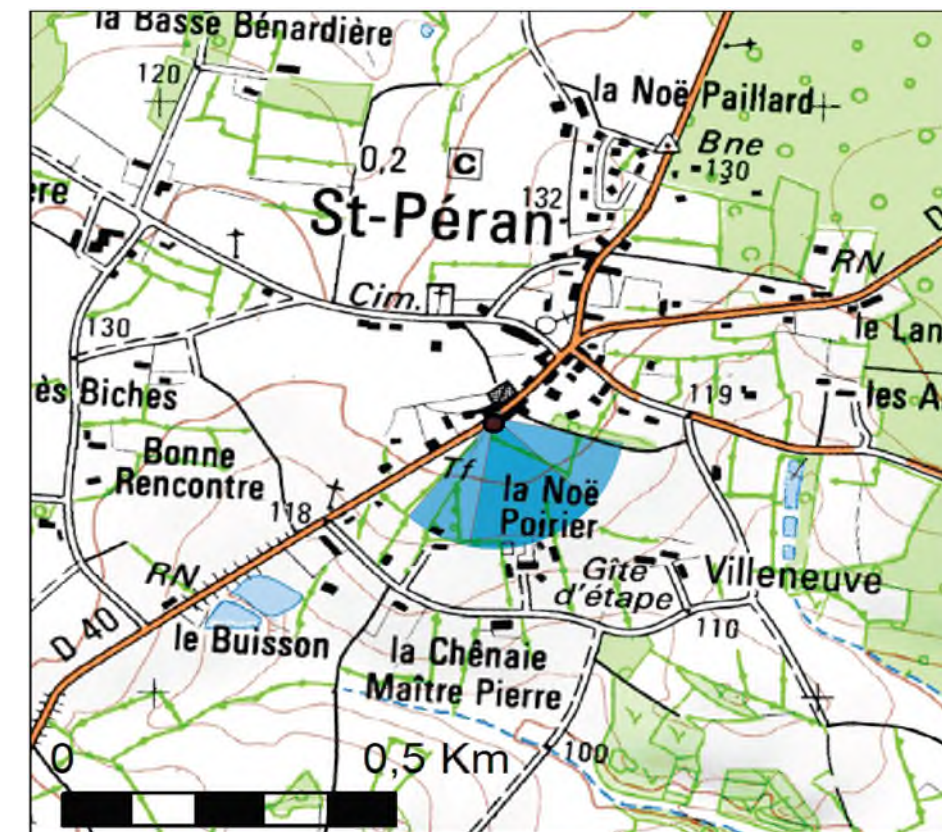 la Basse Bénardière
120
la Noë Paillard
Bne
130
0,2
C
132
St-Péran
ère
RN
D
Cim.
130
le Lan
ès Biches
119
les A
Bonne
Rencontre
Tf
la Noë
Poirier
118
RN
Gîte
d'étape
Villeneuve
D 40
le Buisson
110
la Chênaie
Maître Pierre
100
0
0,5 Km